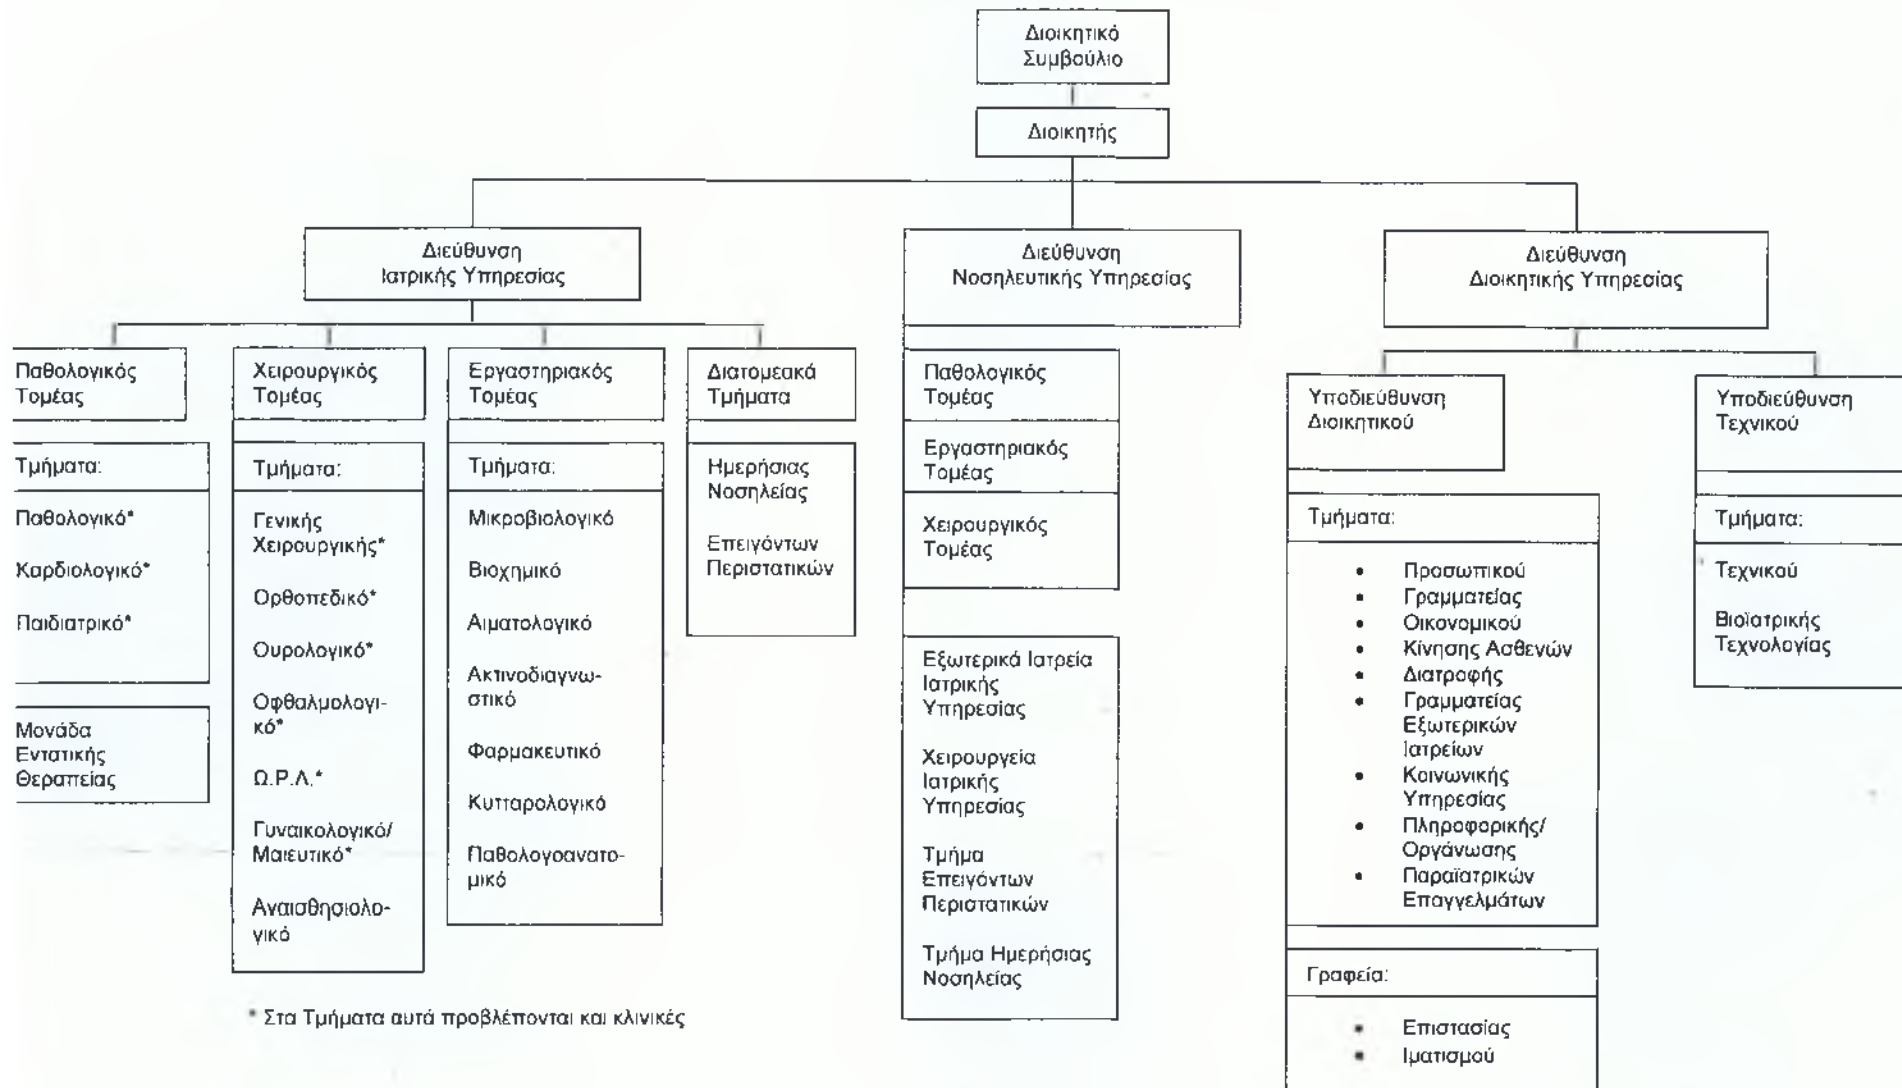 Διοικητικό
Συμβούλιο
Διοικητής
Διεύθυνση
Ιατρικής Υπηρεσίας
Διεύθυνση
Νοσηλευτικής Υπηρεσίας
Διεύθυνση
Διοικητικής Υπηρεσίας
Παθολογικός
Τομέας
Τμήματα:
Παθολογικό*
Καρδιολογικό*
Παιδιατρικό*
Μονάδα
Εντατικής
Θεραπείας
Χειρουργικός
Τομέας
Τμήματα:
Γενικής
Χειρουργικής*
Ορθοπεδικό*
Ουρολογικό*
Οφθαλμολογι-
κό*
Ω.Ρ.Λ.*
Γυναικολογικό/
Μαιευτικό*
Αναισθησιολο-
γικό
Εργαστηριακός
Τομέας
Τμήματα:
Μικροβιολογικό
Βιοχημικό
Αιματολογικό
Ακτινοδιαγνω-
στικό
Φαρμακευτικό
Κυτταρολογικό
Παθολογοανατο-
μικό
Διατομεακά
Τμήματα
Ημερήσιας
Νοσηλείας
Επειγόντων
Περιστατικών
Παθολογικός
Τομέας
Εργαστηριακός
Τομέας
Χειρουργικός
Τομέας
Εξωτερικά Ιατρεία
Ιατρικής
Υπηρεσίας
Χειρουργεία
Ιατρικής
Υπηρεσίας
Τμήμα
Επειγόντων
Περιστατικών
Τμήμα Ημερήσιας
Νοσηλείας
Υποδιεύθυνση
Διοικητικού
Τμήματα:
• Προσωπικού
• Γραμματείας
• Οικονομικού
• Κίνησης Ασθενών
• Διατροφής
• Γραμματείας
Εξωτερικών
Ιατρείων
• Κοινωνικής
Υπηρεσίας
• Πληροφορικής/
Οργάνωσης
• Παραϊατρικών
Επαγγελμάτων
Γραφεία:
• Επιστασίας
• Ιματισμού
Υποδιεύθυνση
Τεχνικού
Τμήματα:
Τεχνικού
Βιοϊατρικής
Τεχνολογίας
* Στα Τμήματα αυτά προβλέπονται και κλινικές